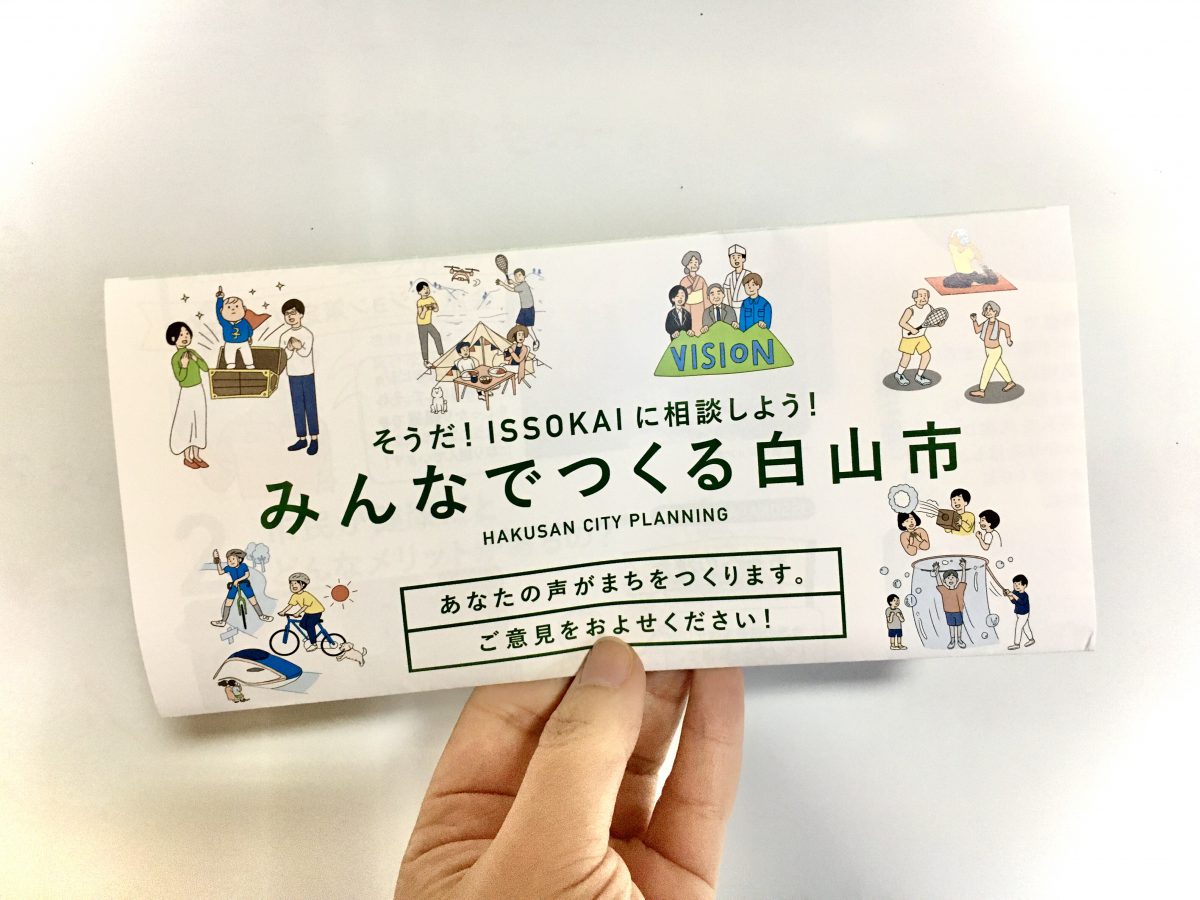 VISION
そうだ！ISSOKAIに相談しよう！
みんなでつくる白山市
HAKUSAN CITY PLANNING
あなたの声がまちをつくります。
ご意見をおよせください！